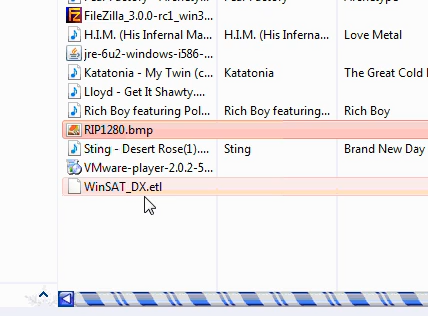 FileZilla_3.0.0-rc1_win3...
H.I.M. (His Infernal Ma... H.I.M. (His Inferna... Love Metal
jre-6u2-windows-i586-...
Katatonia - My Twin (c... Katatonia The Great Cold
Lloyd - Get It Shawty....
Rich Boy featuring Pol... Rich Boy featuring... Rich Boy
RIP1280.bmp
Sting - Desert Rose(1).... Sting Brand New Day
VMware-player-2.0.2-5...
WinSAT_DX.etl